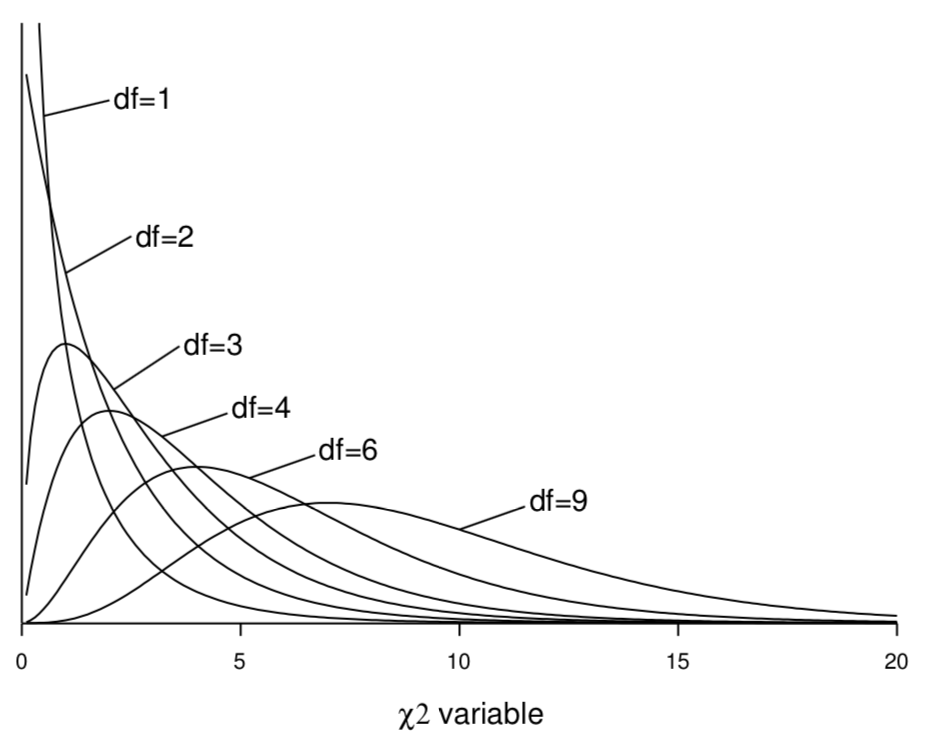 df=1
df=2
df=3
df=4
df=6
df=9
0 5 10 15 20
χ2 variable